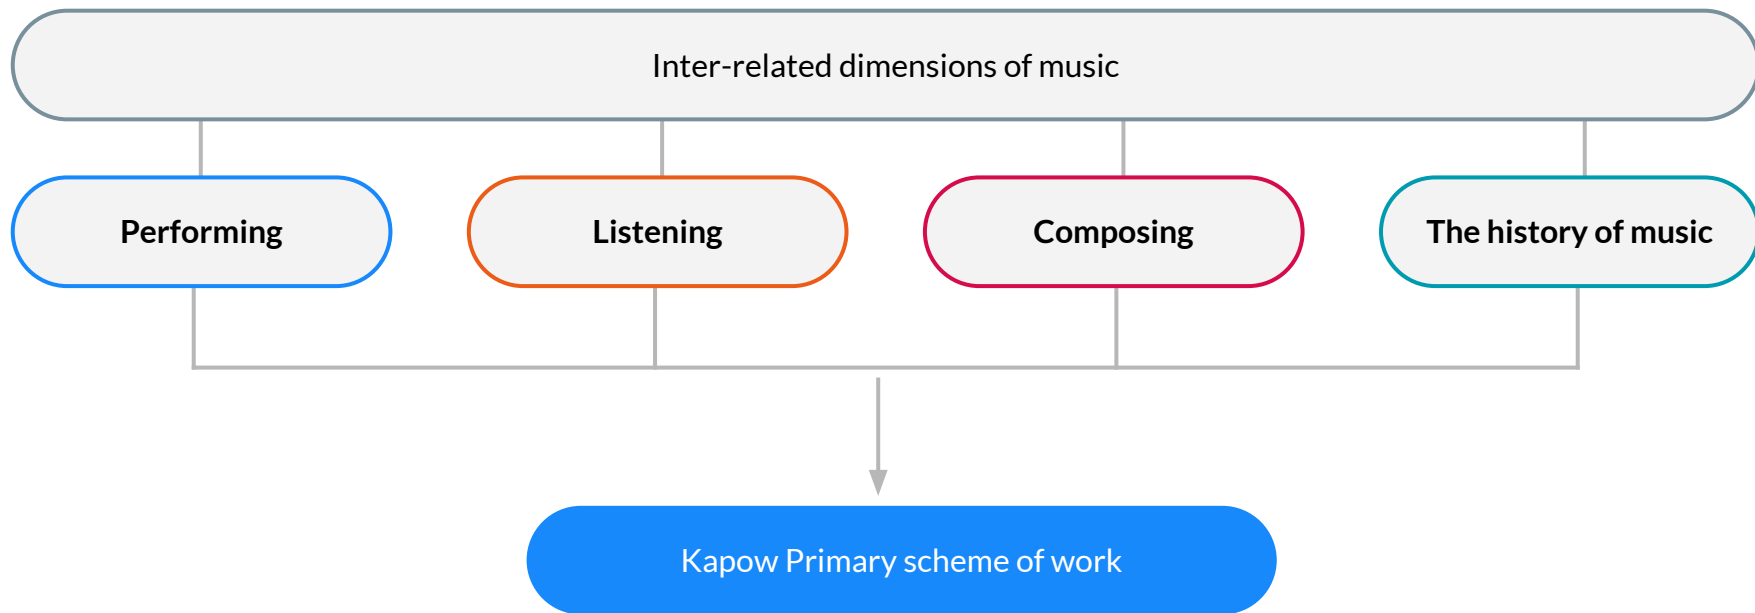 Inter-related dimensions of music
Performing
Listening
Composing
The history of music
Kapow Primary scheme of work